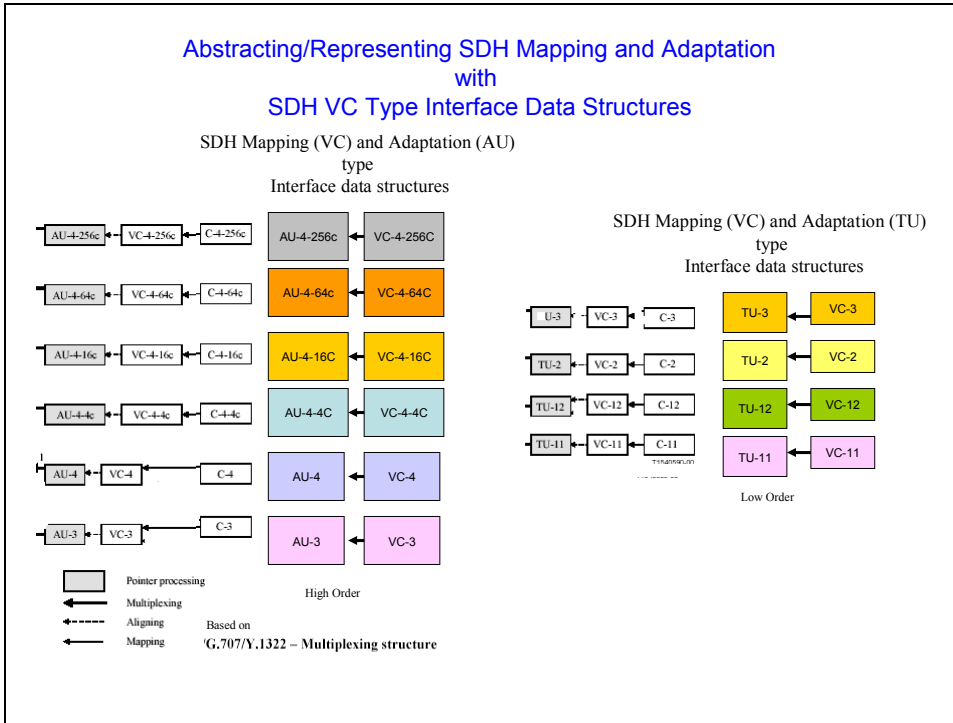 Abstracting/Representing SDH Mapping and Adaptation
with
SDH VC Type Interface Data Structures
SDH Mapping (VC) and Adaptation (AU)
type
Interface data structures
AU-4-256c VC-4-256c C-4-256c AU-4-256c VC-4-256C
AU-4-64c VC-4-64c C-4-64c AU-4-64c VC-4-64C
AU-4-16c VC-4-16c C-4-16c AU-4-16C VC-4-16C
AU-4-4c VC-4-4c C-4-4c AU-4-4C VC-4-4C
1
AU-4 VC-4 C-4 AU-4 VC-4
AU-3 VC-3 C-3 AU-3 VC-3
High Order
SDH Mapping (VC) and Adaptation (TU)
type
Interface data structures
U-3 VC-3 C-3 TU-3 VC-3
TU-2 VC-2 C-2 TU-2 VC-2
TU-12 VC-12 C-12 TU-12 VC-12
TU-11 VC-11 C-11 TU-11 VC-11
T1540590-00
Low Order
Pointer processing
Multiplexing
Aligning
Mapping
Based on
G.707/Y.1322 – Multiplexing structure